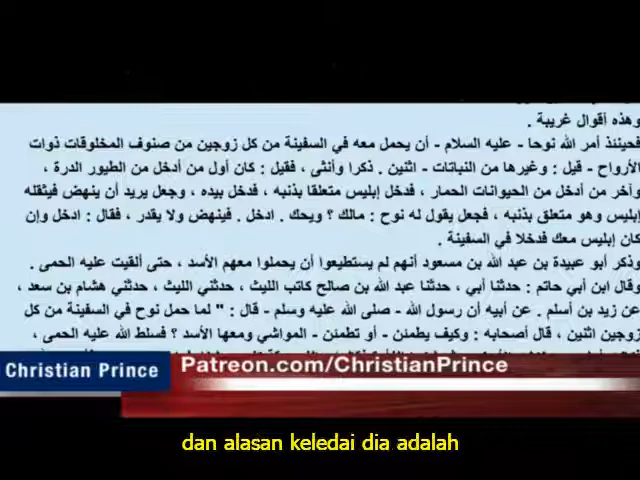 وهذه أقوال غريبة .
فحينئذ أمر الله نوحا - عليه السلام - أن يحمل معه في السفينة من كل زوجين من صنوف المخلوقات ذوات
الأرواح - قيل : وغيرها من النباتات - اثنين . ذكرا وأنثى ، فقيل : كان أول من أدخل من الطيور الدرة ،
وآخر من أدخل من الحيوانات الحمار ، فدخل إبليس متعلقا بذنبه ، فدخل بيده ، وجعل يريد أن ينهض فيثقله
إبليس وهو متعلق بذنبه ، فجعل يقول له نوح : مالك ؟ ويحك . ادخل . فينهض ولا يقدر ، فقال : ادخل وإن
كان إبليس معك فدخلا في السفينة .
وذكر أبو عبيدة بن عبد الله بن مسعود أنهم لم يستطيعوا أن يحملوا معهم الأسد ، حتى ألقيت عليه الحمى .
وقال ابن أبي حاتم : حدثنا أبي ، حدثنا عبد الله بن صالح كاتب الليث ، حدثني الليث ، حدثني هشام بن سعد ،
عن زيد بن أسلم . عن أبيه أن رسول الله - صلى الله عليه وسلم - قال : " لما حمل نوح في السفينة من كل
زوجين اثنين ، قال أصحابه : وكيف يطمئن - أو تطمئن - المواشي ومعها الأسد ؟ فسلط الله عليه الحمى ،
Christian Prince
Patreon.com/ChristianPrince
dan alasan keledai dia adalah